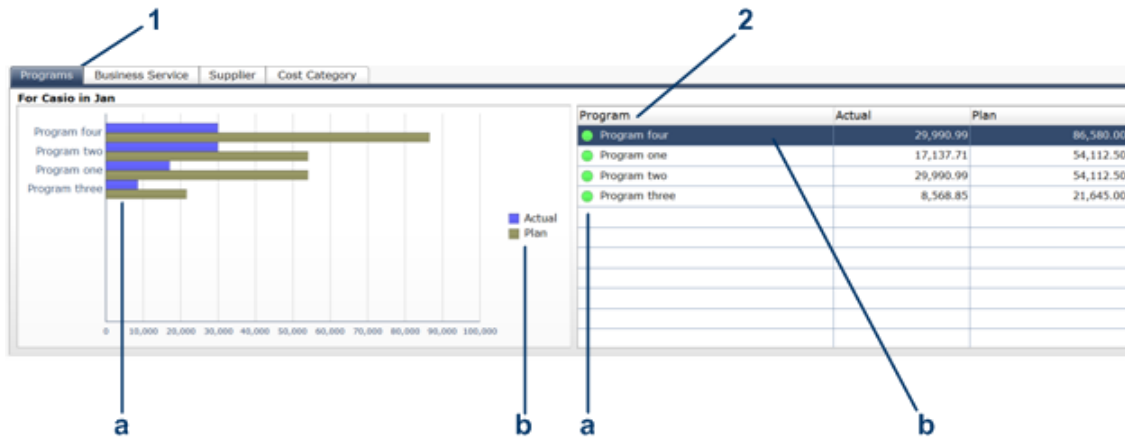 1
2
Programs Business Service Supplier Cost Category
For Casio in Jan
Program four
Program two
Program one
Program three
Actual
Plan
0 10,000 20,000 30,000 40,000 50,000 60,000 70,000 80,000 90,000 100,000
Program Actual Plan
Program four 29,990.99 86,580.00
Program one 17,137.71 54,112.50
Program two 29,990.99 54,112.50
Program three 8,568.85 21,645.00
a b a b